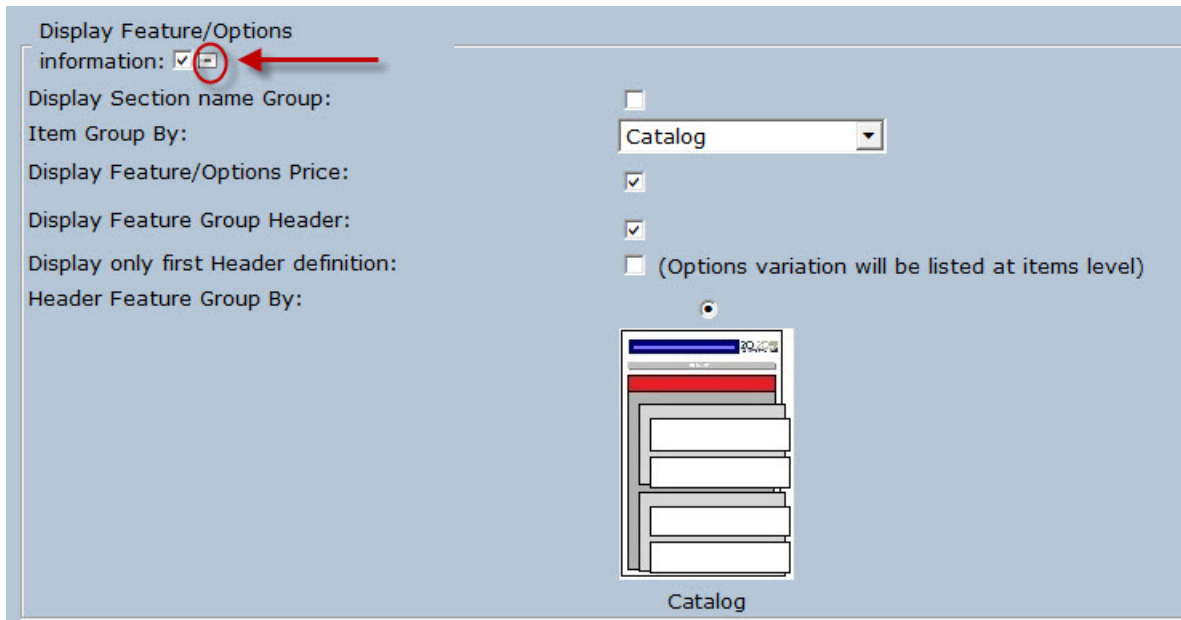 Display Feature/Options
information:
Display Section name Group:
Item Group By: Catalog
Display Feature/Options Price:
Display Feature Group Header:
Display only first Header definition: (Options variation will be listed at items level)
Header Feature Group By:
Catalog